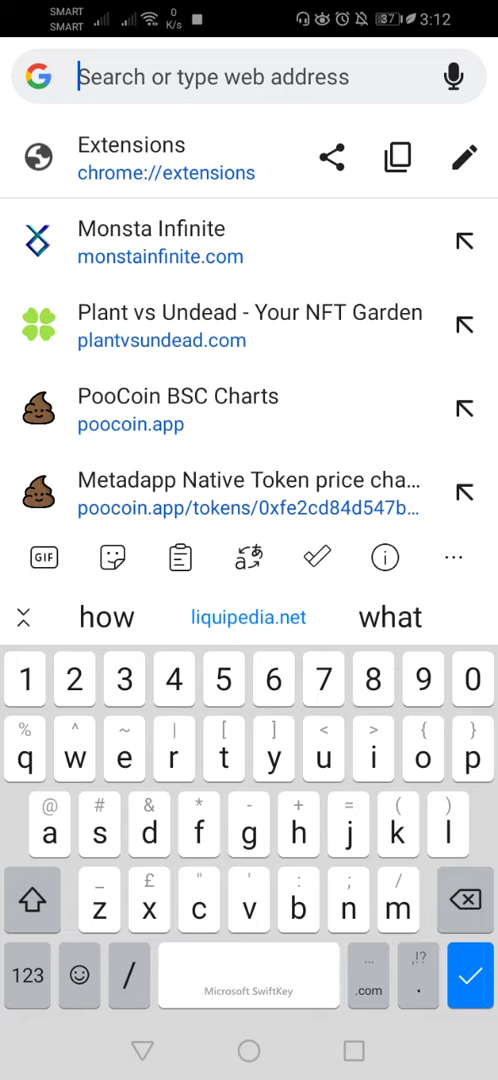 SMART
SMART
0
K/s
37
3:12
Search or type web address
Extensions
chrome://extensions
Monsta Infinite
monstainfinite.com
Plant vs Undead - Your NFT Garden
plantvsundead.com
PooCoin BSC Charts
poocoin.app
Metadapp Native Token price cha...
poocoin.app/tokens/0xfe2cd84d547b...
GIF
a あ
...
how liquipedia.net what
1 2 3 4 5 6 7 8 9 0
% ^ ~ | [ ] < > { }
q w e r t y u i o p
@ # & * - + = ( )
a s d f g h j k l
_ £ " ' : ; /
z x c v b n m
... ,!?
123 / Microsoft SwiftKey .com .